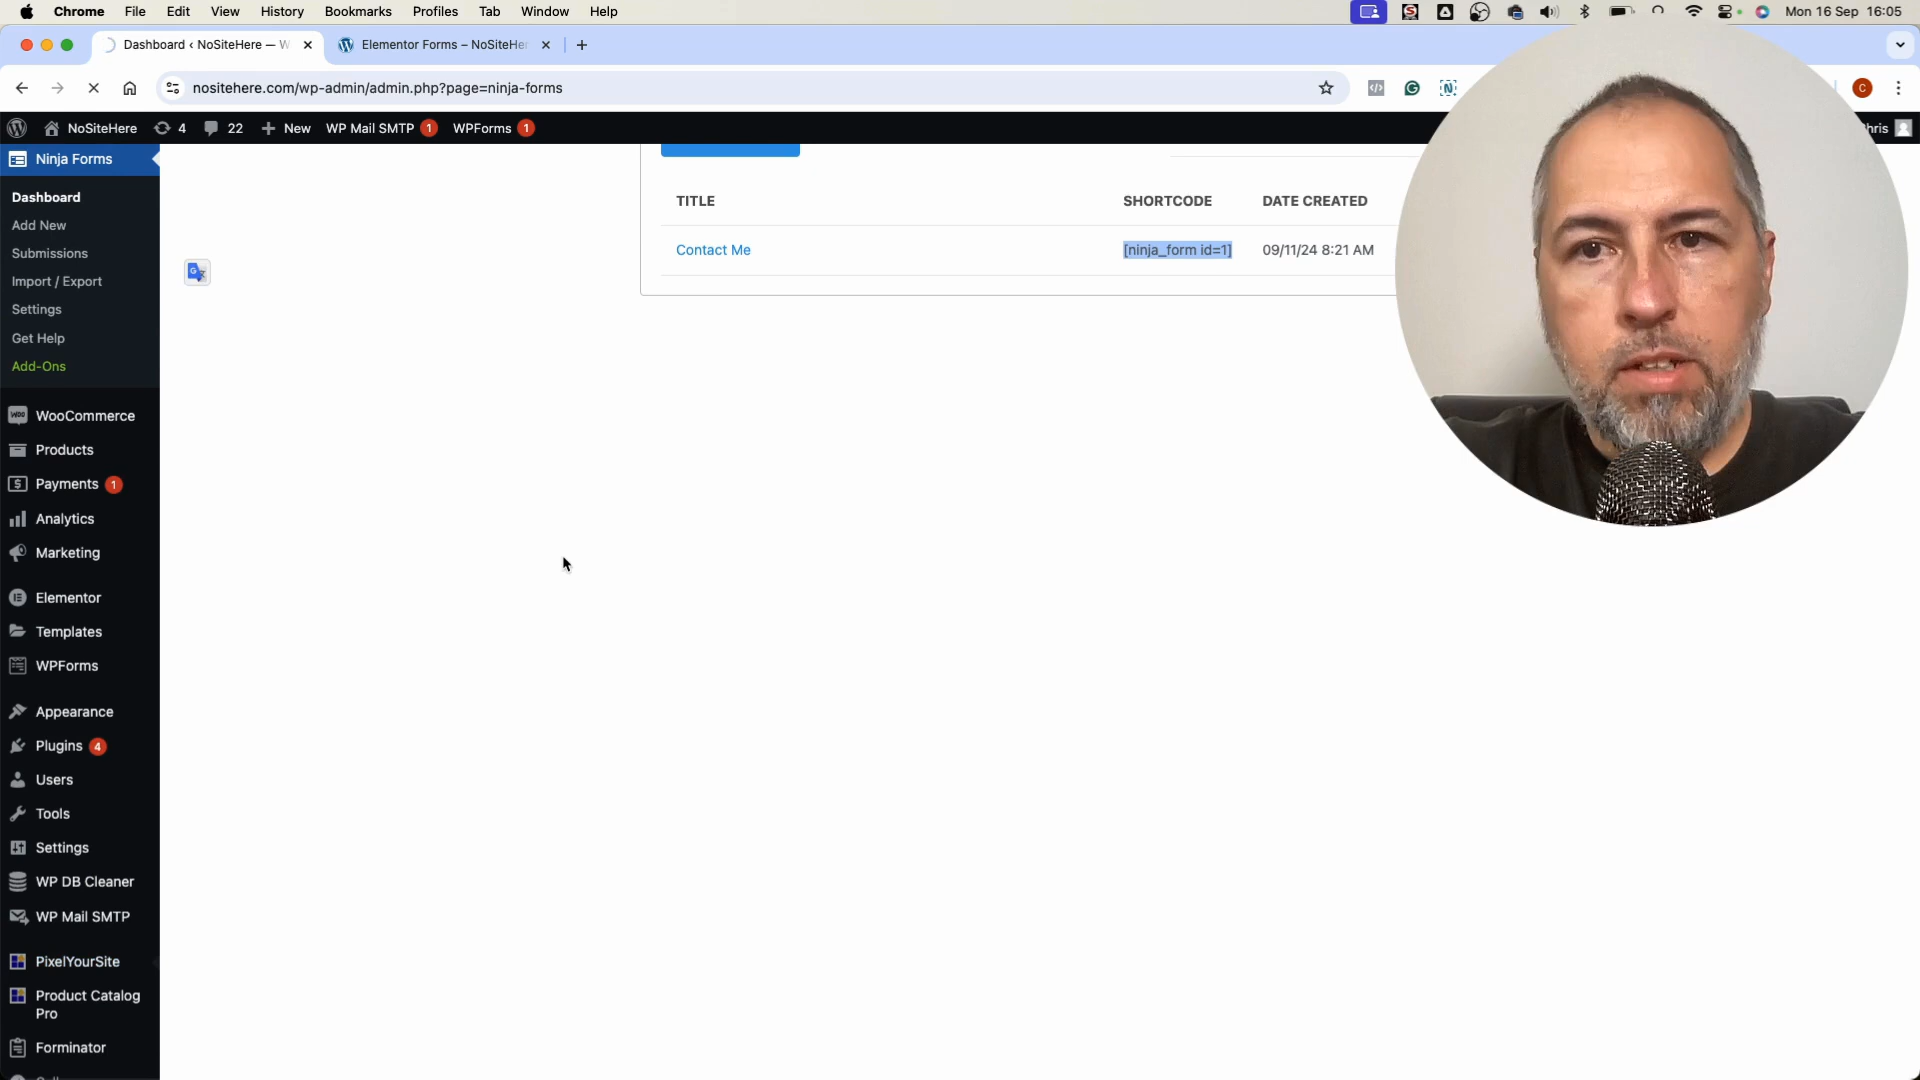 Chrome File Edit View History Bookmarks Profiles Tab Window Help Mon 16 Sep 16:05
Dashboard ‹ NoSiteHere — W Elementor Forms – NoSiteHer
nositehere.com/wp-admin/admin.php?page=ninja-forms
NoSiteHere 4 22 New WP Mail SMTP 1 WPForms 1 hris
Ninja Forms
Dashboard
Add New
Submissions
Import / Export
Settings
Get Help
Add-Ons
WooCommerce
Products
Payments 1
Analytics
Marketing
Elementor
Templates
WPForms
Appearance
Plugins 4
Users
Tools
Settings
WP DB Cleaner
WP Mail SMTP
PixelYourSite
Product Catalog
Pro
Forminator
TITLE SHORTCODE DATE CREATED
Contact Me [ninja_form id=1] 09/11/24 8:21 AM